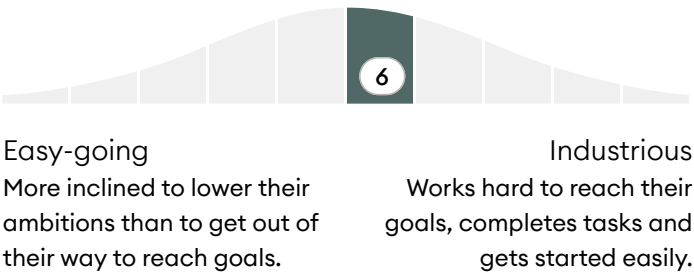 6
Easy-going
More inclined to lower their
ambitions than to get out of
their way to reach goals.
Industrious
Works hard to reach their
goals, completes tasks and
gets started easily.